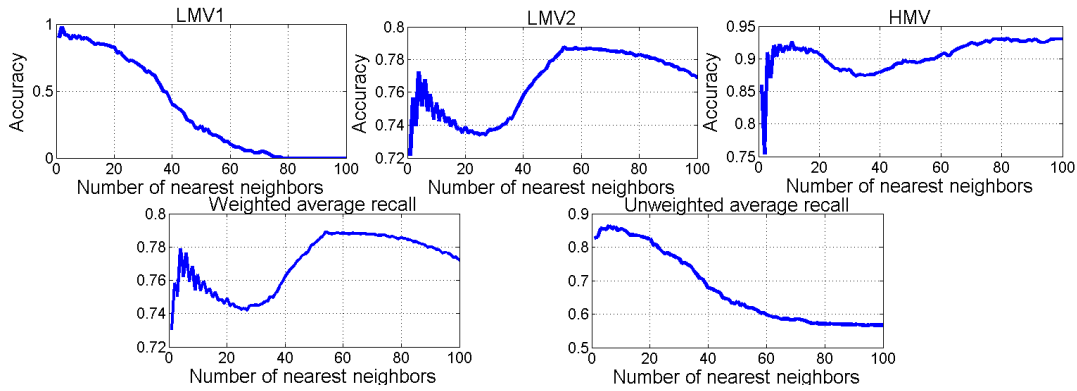 LMV1
Accuracy
1
0.5
0
0 20 40 60 80 100
Number of nearest neighbors
LMV2
Accuracy
0.8
0.78
0.76
0.74
0.72
0 20 40 60 80 100
Number of nearest neighbors
HMV
Accuracy
0.95
0.9
0.85
0.8
0.75
0 20 40 60 80 100
Number of nearest neighbors
Weighted average recall
0.8
0.78
0.76
0.74
0.72
0 20 40 60 80 100
Number of nearest neighbors
Unweighted average recall
0.9
0.8
0.7
0.6
0.5
0 20 40 60 80 100
Number of nearest neighbors